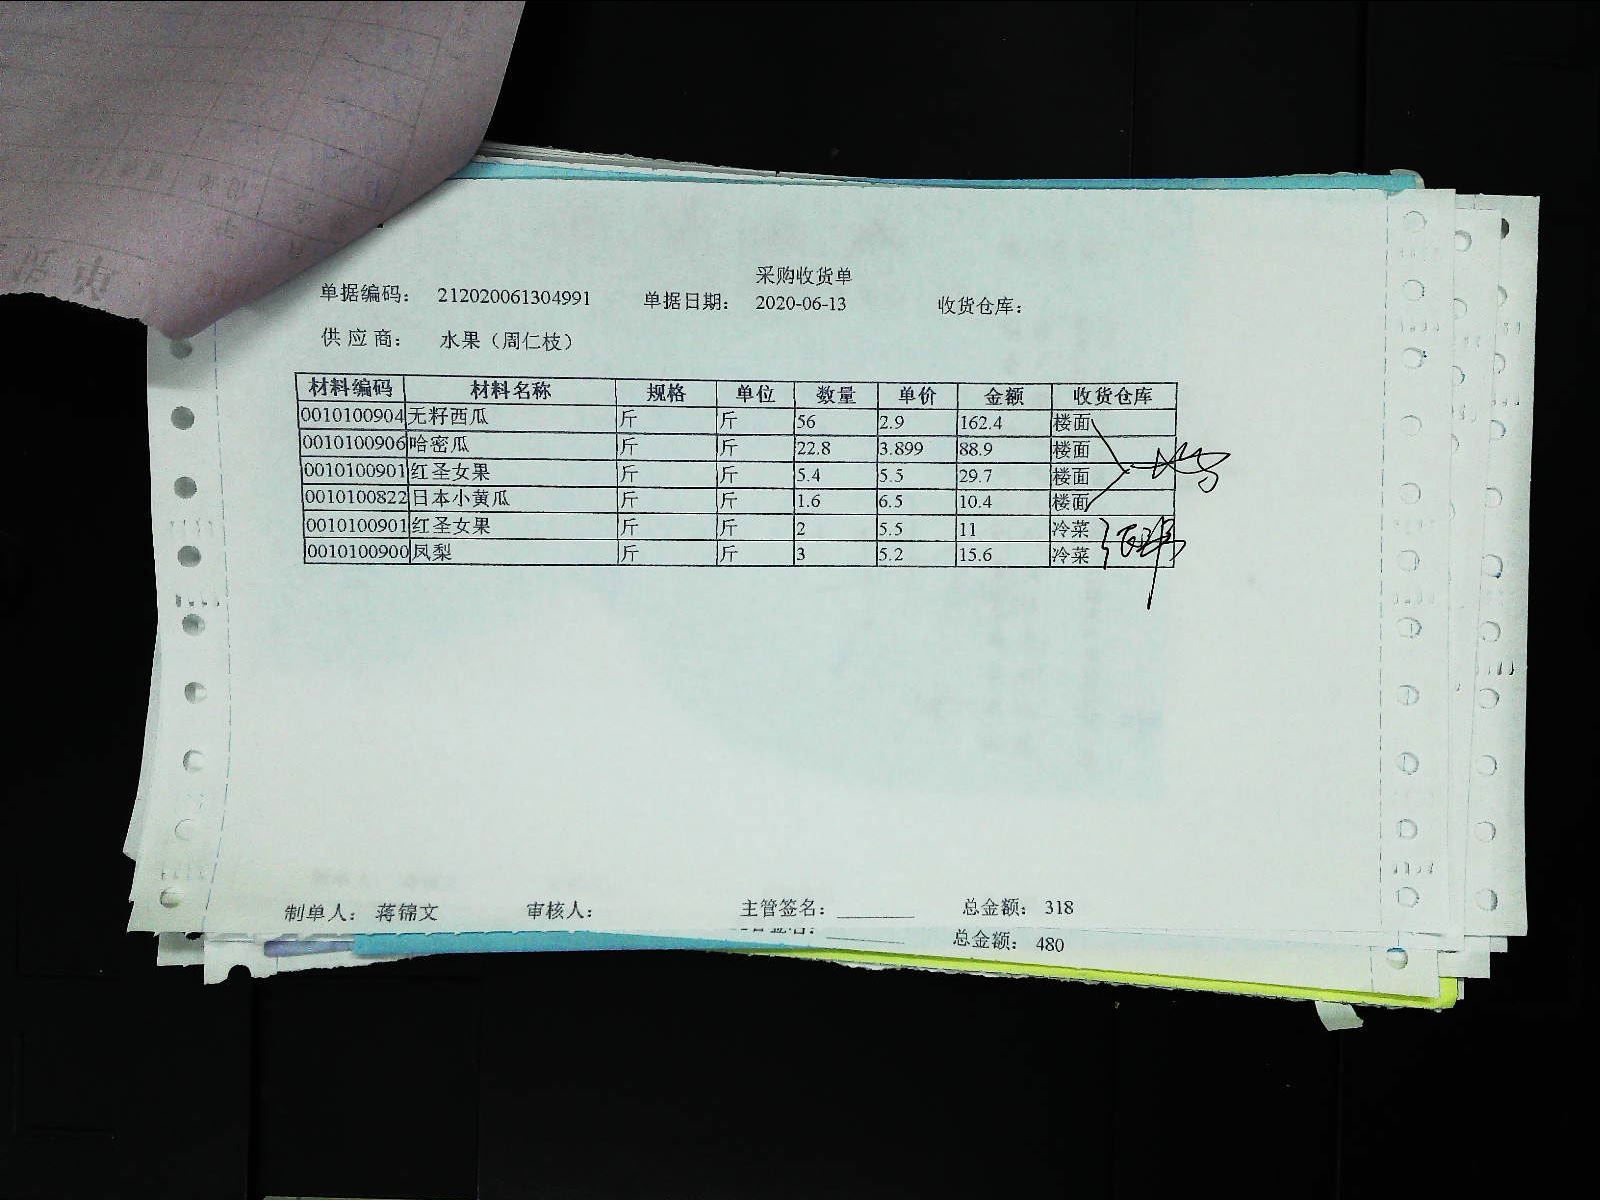 采购收货单
单据编码： 212020061304991 单据日期： 2020-06-13 收货仓库：
供应商： 水果（周仁枝）
材料编码 材料名称 规格 单位 数量 单价 金额 收货仓库
0010100904 无籽西瓜 斤 斤 56 2.9 162.4 楼面
0010100906 哈密瓜 斤 斤 22.8 3.899 88.9 楼面
0010100901 红圣女果 斤 斤 5.4 5.5 29.7 楼面
0010100822 日本小黄瓜 斤 斤 1.6 6.5 10.4 楼面
0010100901 红圣女果 斤 斤 2 5.5 11 冷菜
0010100900 凤梨 斤 斤 3 5.2 15.6 冷菜
制单人： 蒋锦文 审核人： 主管签名： ________ 总金额： 318
总金额： 480